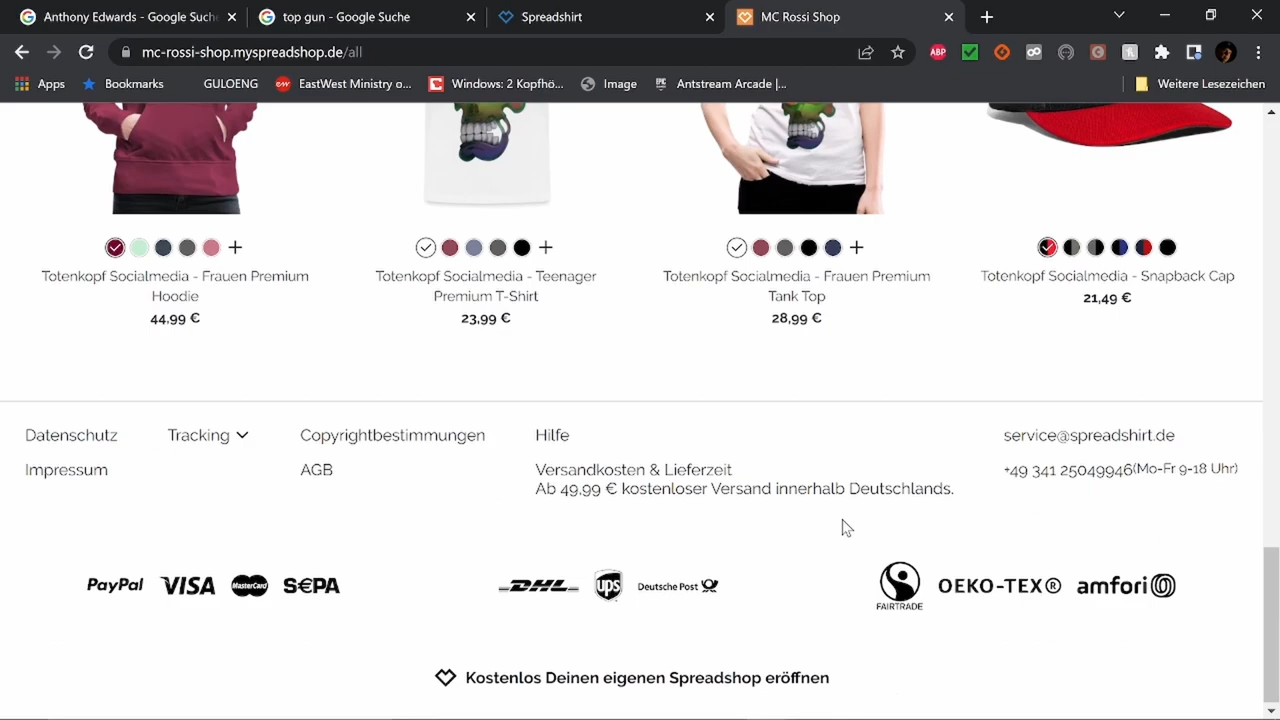 Anthony Edwards - Google Suche
top gun - Google Suche
Spreadshirt
MC Rossi Shop
mc-rossi-shop.myspreadshop.de/all
ABP
Apps
Bookmarks
GULOENG
EastWest Ministry o...
Windows: 2 Kopfhö...
Image
Antstream Arcade |...
Weitere Lesezeichen
Totenkopf Socialmedia - Frauen Premium
Hoodie
44,99 €
Totenkopf Socialmedia - Teenager
Premium T-Shirt
23,99 €
Totenkopf Socialmedia - Frauen Premium
Tank Top
28,99 €
Totenkopf Socialmedia - Snapback Cap
21,49 €
Datenschutz
Tracking
Copyrightbestimmungen
Hilfe
service@spreadshirt.de
Impressum
AGB
Versandkosten & Lieferzeit
Ab 49,99 € kostenloser Versand innerhalb Deutschlands.
+49 341 25049946(Mo-Fr 9-18 Uhr)
PayPal
VISA
MasterCard
S€PA
DHL
ups
Deutsche Post
FAIRTRADE
OEKO-TEX®
amfori
Kostenlos Deinen eigenen Spreadshop eröffnen